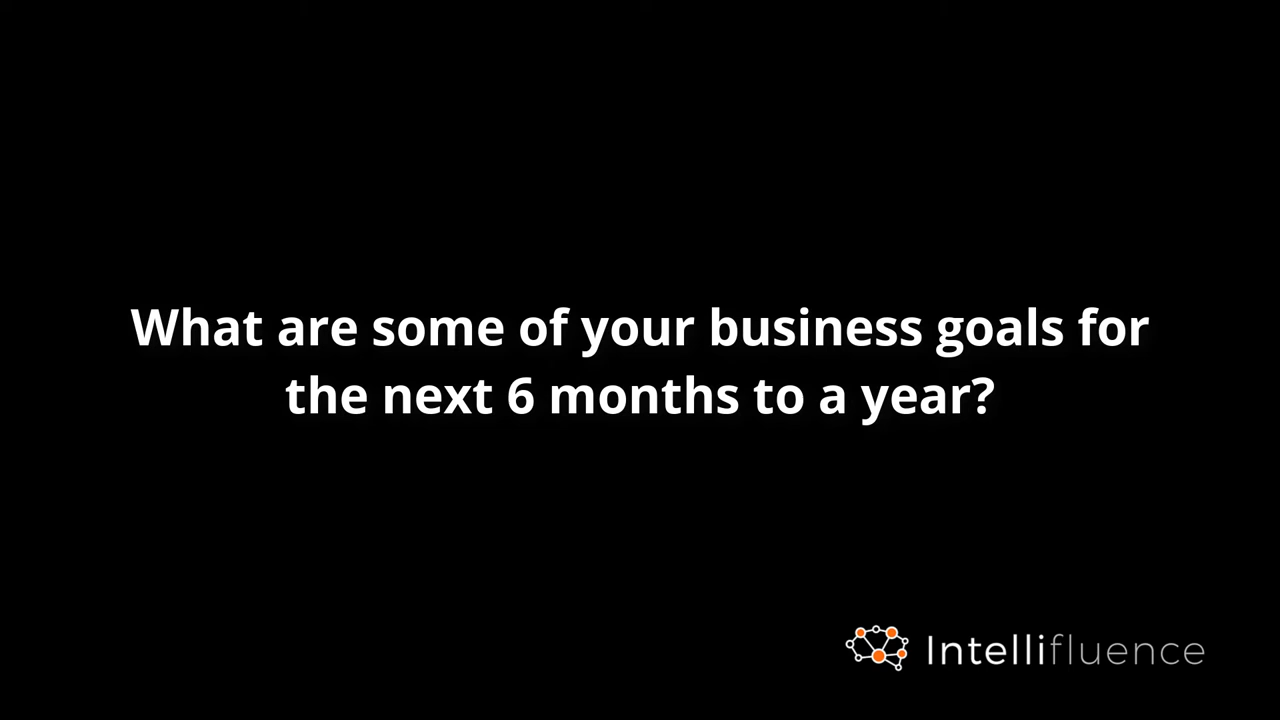 What are some of your business goals for
the next 6 months to a year?
Intellifluence